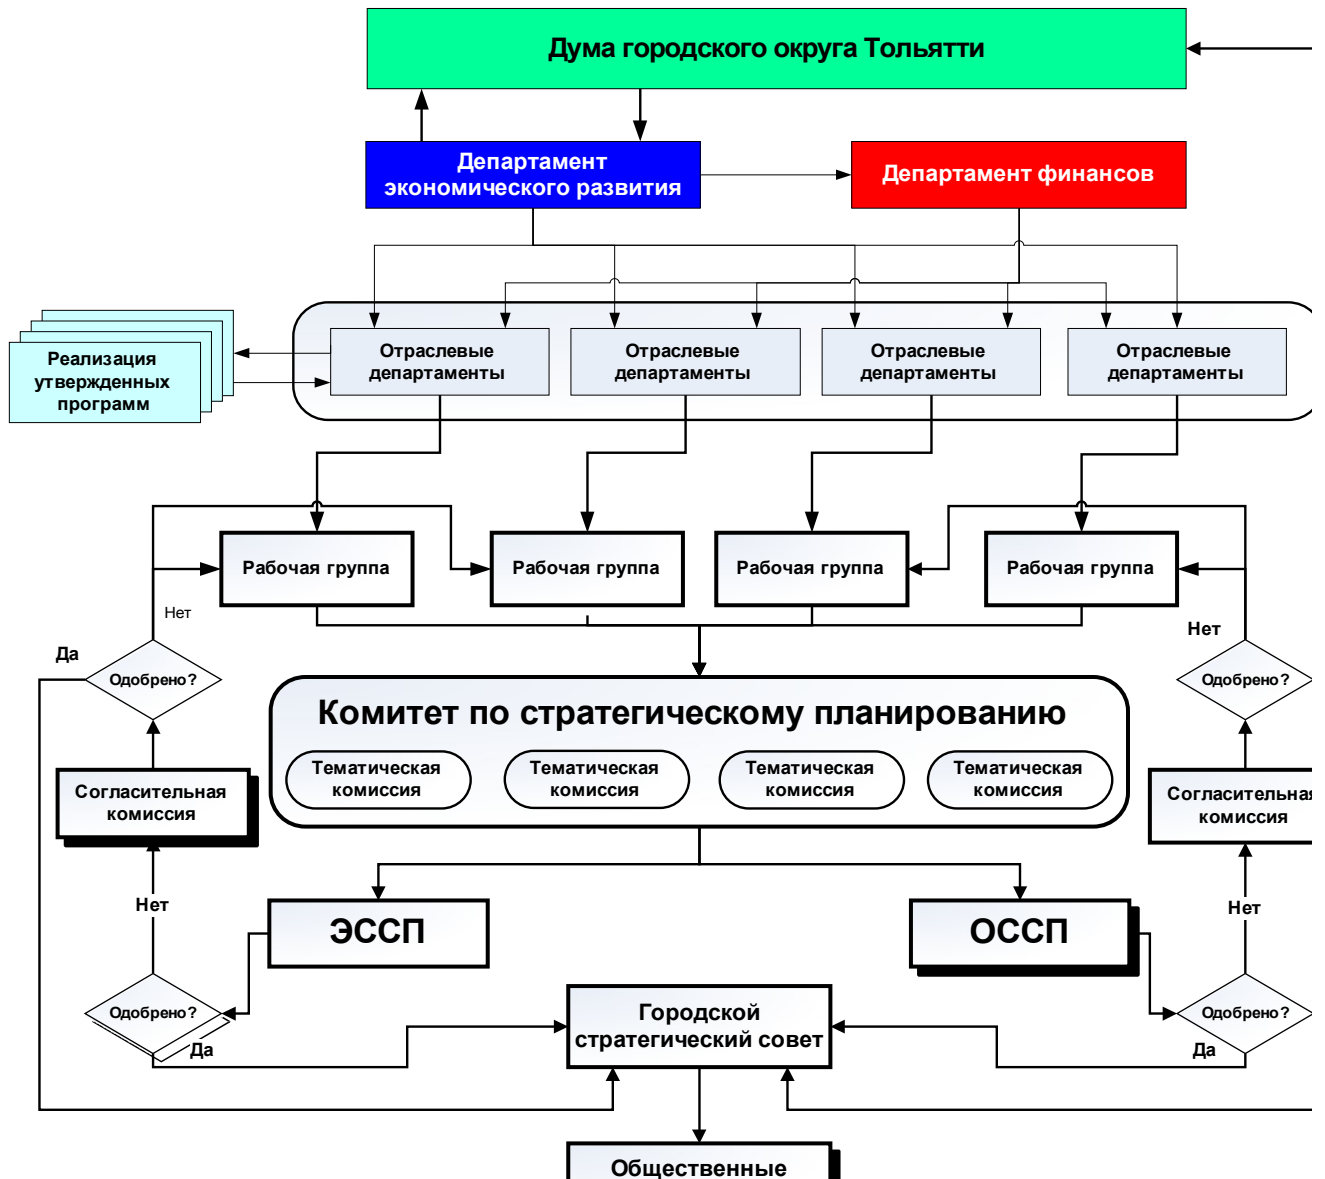 Дума городского округа Тольятти
Департамент
экономического развития
Департамент финансов
Реализация
утвержденных
программ
Отраслевые
департаменты
Отраслевые
департаменты
Отраслевые
департаменты
Отраслевые
департаменты
Рабочая группа
Рабочая группа
Рабочая группа
Рабочая группа
Нет
Нет
Да
Одобрено?
Одобрено?
Комитет по стратегическому планированию
Тематическая
комиссия
Тематическая
комиссия
Тематическая
комиссия
Тематическая
комиссия
Согласительная
комиссия
Согласительная
комиссия
Нет
Нет
ЭССП
ОССП
Одобрено?
Одобрено?
Городской
стратегический совет
Да
Да
Общественные